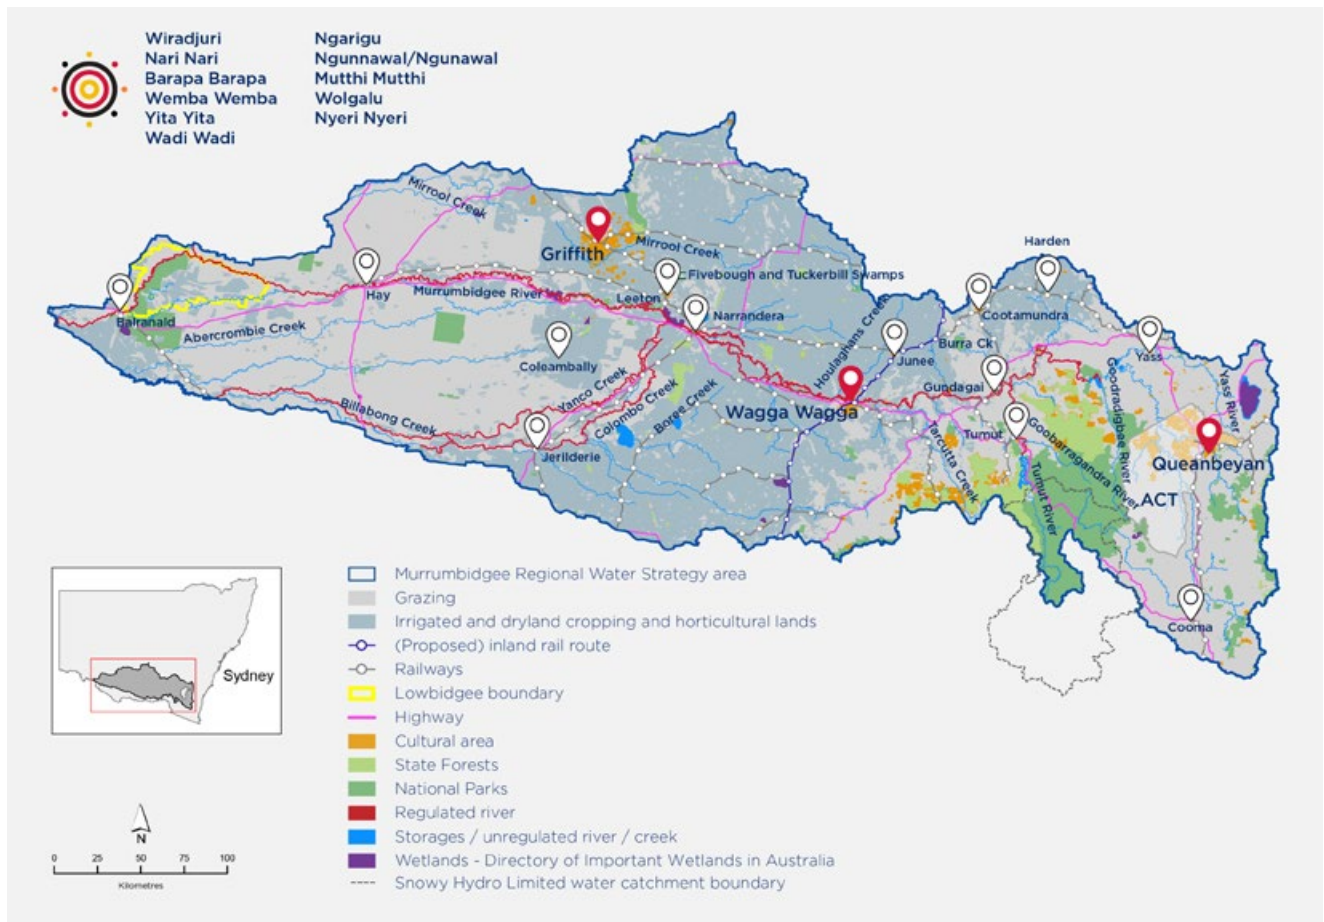 Wiradjuri
Nari Nari
Barapa Barapa
Wemba Wemba
Yita Yita
Wadi Wadi
Ngarigu
Ngunnawal/Ngunawal
Mutthi Mutthi
Wolgalu
Nyeri Nyeri
Mirrool Creek
Griffith
Mirrool Creek
Harden
Fivebough and Tuckerbill Swamps
Hay
Murrumbidgee River
Leeton
Narrandera
Cootamundra
Balranald
Abercrombie Creek
Houlaghans Creek
Burra Ck
Junee
Yass
Coleambally
Yanco Creek
Gundagai
Goodradigbee River
Yass River
Billabong Creek
Colombo Creek
Boree Creek
Wagga Wagga
Jerilderie
Tarcutta Creek
Tumut
Goobarragandra River
Tumut River
Queanbeyan
ACT
Cooma
Sydney
Murrumbidgee Regional Water Strategy area
Grazing
Irrigated and dryland cropping and horticultural lands
(Proposed) inland rail route
Railways
Lowbidgee boundary
Highway
Cultural area
State Forests
National Parks
Regulated river
Storages / unregulated river / creek
Wetlands - Directory of Important Wetlands in Australia
Snowy Hydro Limited water catchment boundary
N
0 25 50 75 100
Kilometres